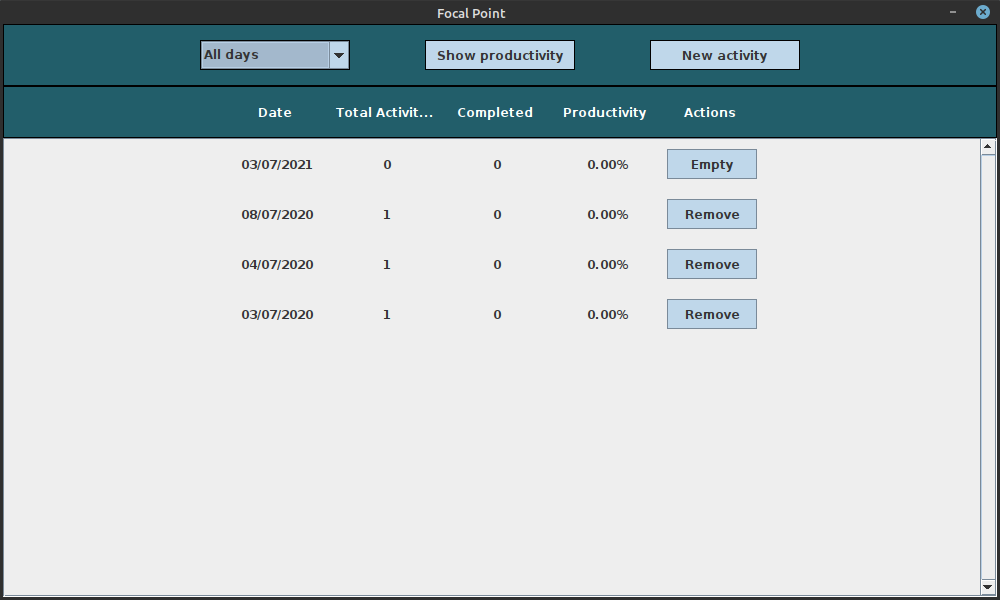 Focal Point
All days Show productivity New activity
Date Total Activit... Completed Productivity Actions
03/07/2021 0 0 0.00% Empty
08/07/2020 1 0 0.00% Remove
04/07/2020 1 0 0.00% Remove
03/07/2020 1 0 0.00% Remove